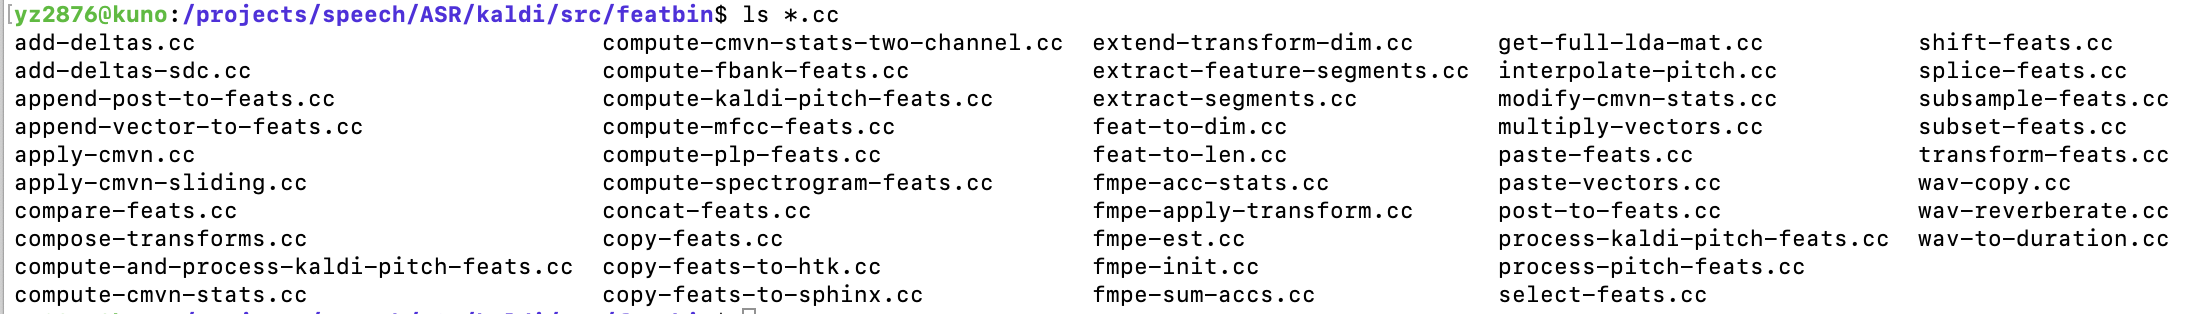 [yz2876@kuno:/projects/speech/ASR/kaldi/src/featbin$ ls *.cc
add-deltas.cc compute-cmvn-stats-two-channel.cc extend-transform-dim.cc get-full-lda-mat.cc shift-feats.cc
add-deltas-sdc.cc compute-fbank-feats.cc extract-feature-segments.cc interpolate-pitch.cc splice-feats.cc
append-post-to-feats.cc compute-kaldi-pitch-feats.cc extract-segments.cc modify-cmvn-stats.cc subsample-feats.cc
append-vector-to-feats.cc compute-mfcc-feats.cc feat-to-dim.cc multiply-vectors.cc subset-feats.cc
apply-cmvn.cc compute-plp-feats.cc feat-to-len.cc paste-feats.cc transform-feats.cc
apply-cmvn-sliding.cc compute-spectrogram-feats.cc fmpe-acc-stats.cc paste-vectors.cc wav-copy.cc
compare-feats.cc concat-feats.cc fmpe-apply-transform.cc post-to-feats.cc wav-reverberate.cc
compose-transforms.cc copy-feats.cc fmpe-est.cc process-kaldi-pitch-feats.cc wav-to-duration.cc
compute-and-process-kaldi-pitch-feats.cc copy-feats-to-htk.cc fmpe-init.cc process-pitch-feats.cc
compute-cmvn-stats.cc copy-feats-to-sphinx.cc fmpe-sum-accs.cc select-feats.cc